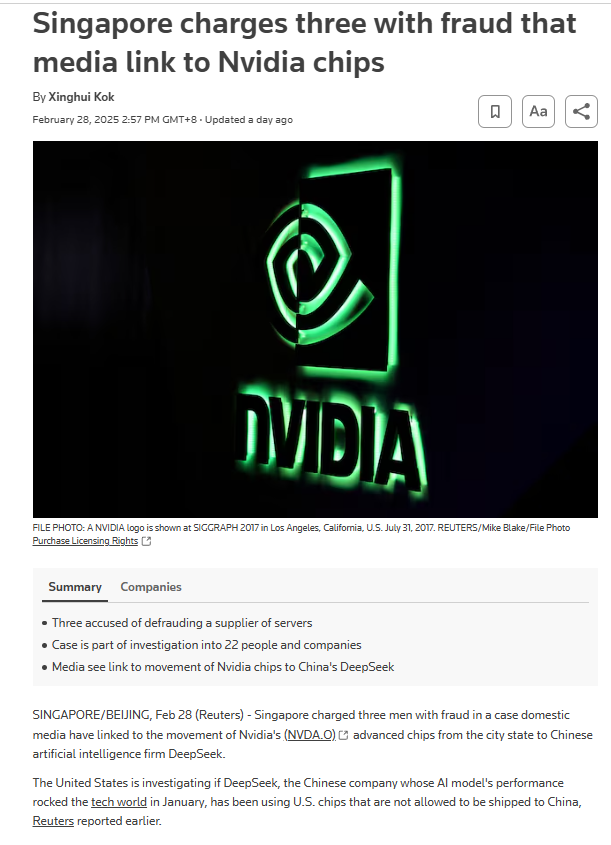 Singapore charges three with fraud that
media link to Nvidia chips
By Xinghui Kok
February 28, 2025 2:57 PM GMT+8 · Updated a day ago
Aa
NVIDIA
FILE PHOTO: A NVIDIA logo is shown at SIGGRAPH 2017 in Los Angeles, California, U.S. July 31, 2017. REUTERS/Mike Blake/File Photo
Purchase Licensing Rights
Summary Companies
• Three accused of defrauding a supplier of servers
• Case is part of investigation into 22 people and companies
• Media see link to movement of Nvidia chips to China's DeepSeek
SINGAPORE/BEIJING, Feb 28 (Reuters) - Singapore charged three men with fraud in a case domestic
media have linked to the movement of Nvidia's (NVDA.O) advanced chips from the city state to Chinese
artificial intelligence firm DeepSeek.
The United States is investigating if DeepSeek, the Chinese company whose AI model's performance
rocked the tech world in January, has been using U.S. chips that are not allowed to be shipped to China,
Reuters reported earlier.